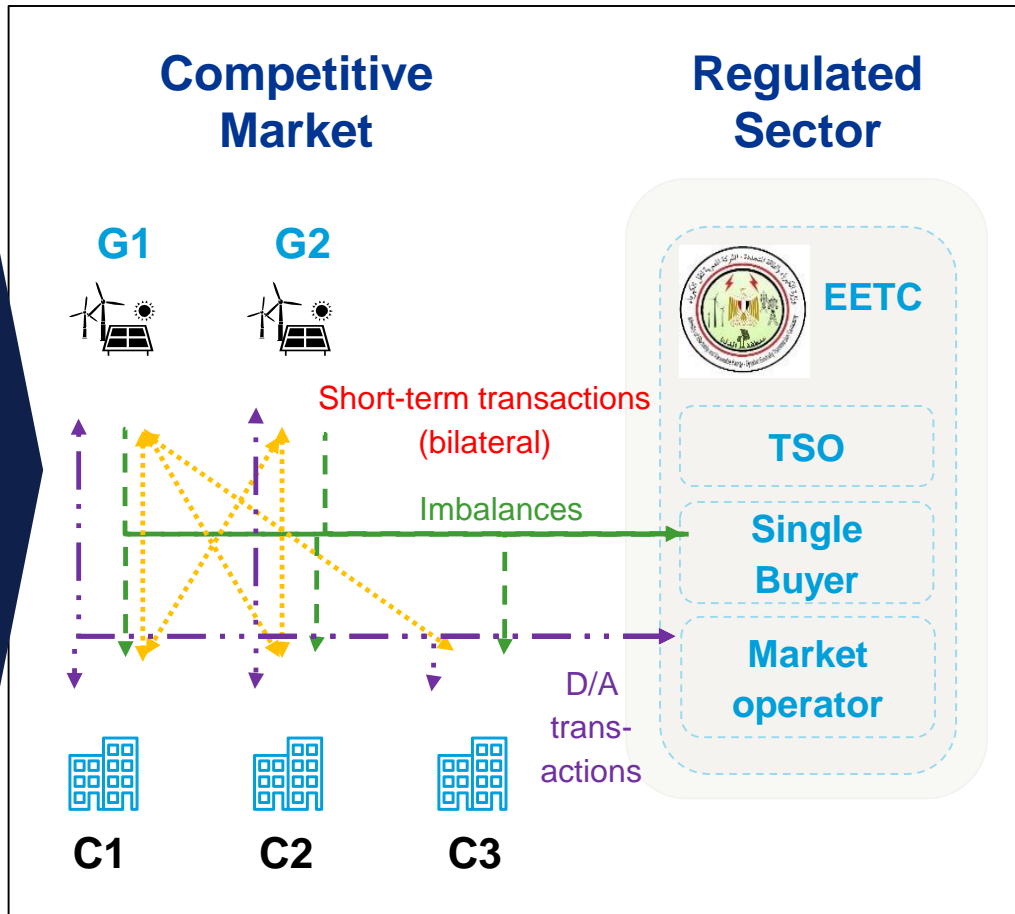 Competitive
Market
Regulated
Sector
G1
G2
EETC
Short-term transactions
(bilateral)
TSO
Imbalances
Single
Buyer
Market
operator
D/A
trans-
actions
C1
C2
C3